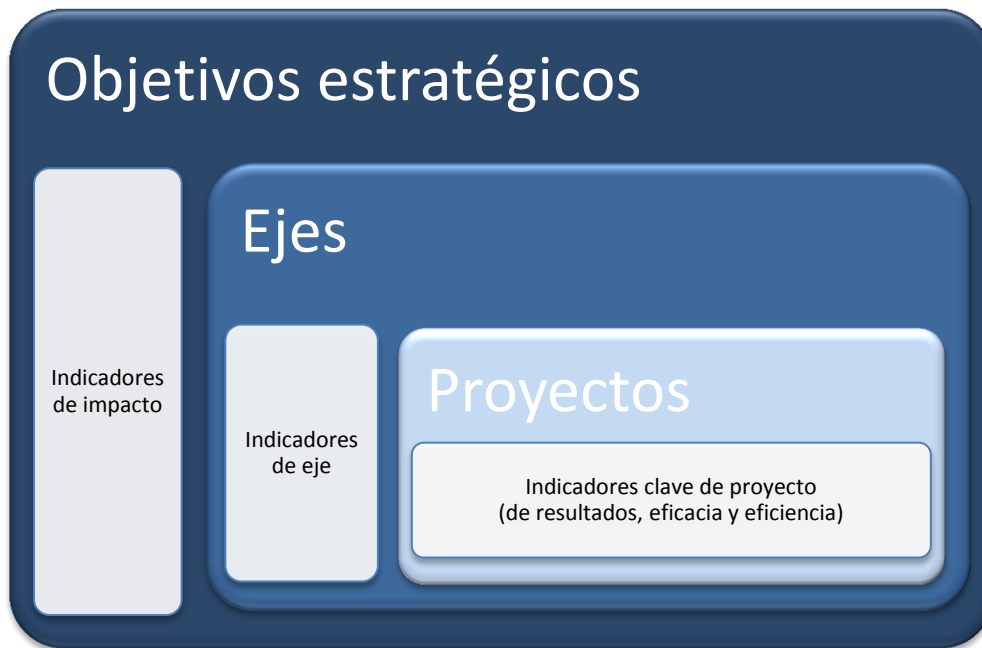 Objetivos estratégicos
Indicadores
de impacto
Ejes
Indicadores
de eje
Proyectos
Indicadores clave de proyecto
(de resultados, eficacia y eficiencia)